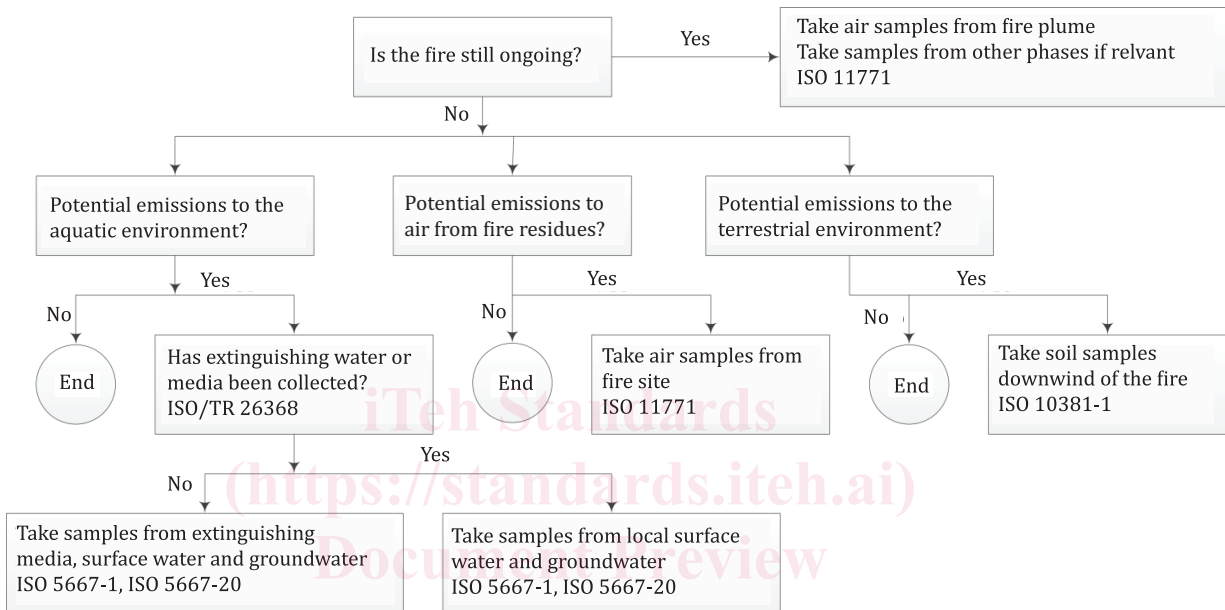 Is the fire still ongoing?
Yes
Take air samples from fire plume
Take samples from other phases if relvant
ISO 11771
No
Potential emissions to the
aquatic environment?
Potential emissions to
air from fire residues?
Potential emissions to the
terrestrial environment?
Yes
No
End
Has extinguishing water or
media been collected?
ISO/TR 26368
Yes
No
End
Take air samples from
fire site
ISO 11771
Yes
No
End
Take soil samples
downwind of the fire
ISO 10381-1
Yes
No
Take samples from extinguishing
media, surface water and groundwater
ISO 5667-1, ISO 5667-20
Take samples from local surface
water and groundwater
ISO 5667-1, ISO 5667-20
iTeh Standards
(https://standards.iteh.ai)
Document Preview